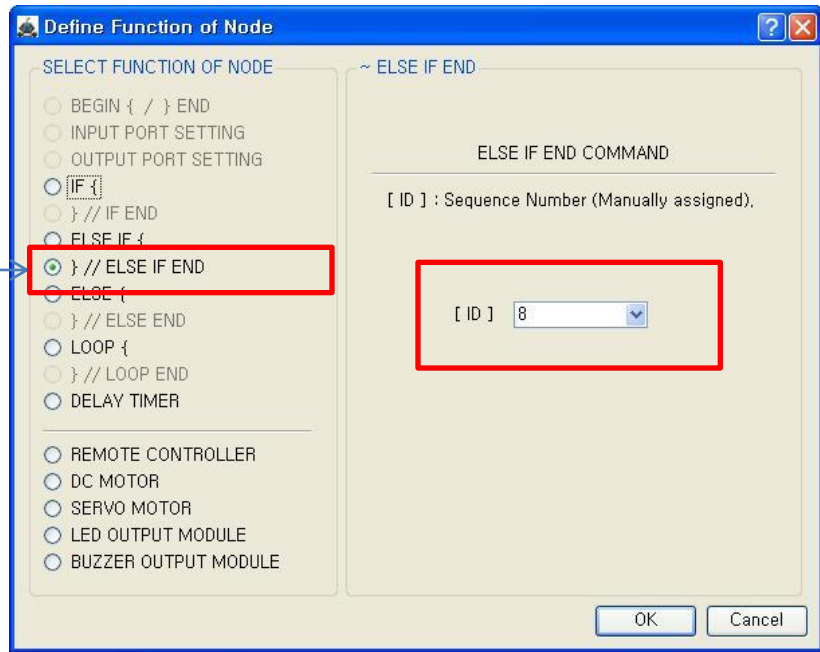 Define Function of Node
SELECT FUNCTION OF NODE
BEGIN { / } END
INPUT PORT SETTING
OUTPUT PORT SETTING
IF {
} // IF END
ELSE IF {
} // ELSE IF END
ELSE {
} // ELSE END
LOOP {
} // LOOP END
DELAY TIMER
REMOTE CONTROLLER
DC MOTOR
SERVO MOTOR
LED OUTPUT MODULE
BUZZER OUTPUT MODULE
~ ELSE IF END
ELSE IF END COMMAND
[ ID ] : Sequence Number (Manually assigned),
[ ID ] 8
OK Cancel